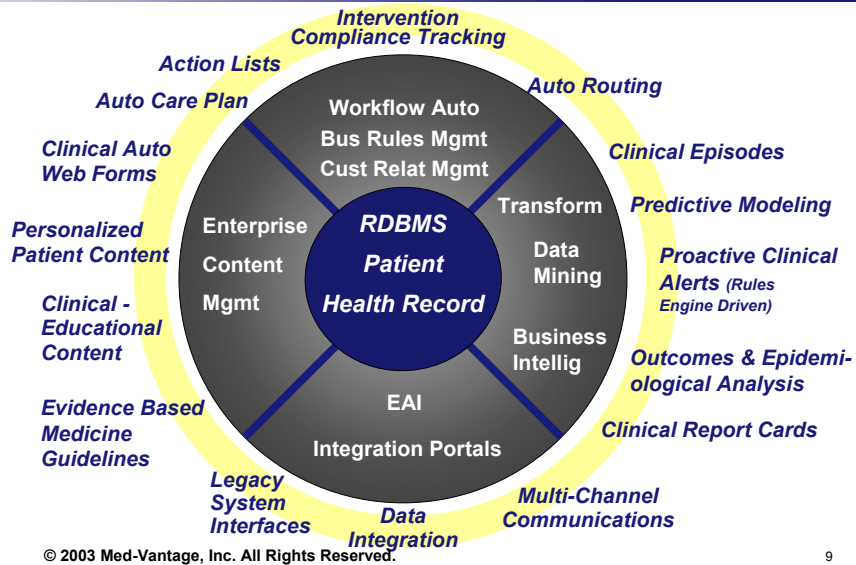 Intervention
Compliance Tracking
Action Lists
Auto Care Plan
Clinical Auto
Web Forms
Personalized
Patient Content
Clinical -
Educational
Content
Evidence Based
Medicine
Guidelines
Legacy
System
Interfaces
Data
Integration
Multi-Channel
Communications
Clinical Report Cards
Outcomes & Epidemi-
ological Analysis
Proactive Clinical
Alerts (Rules
Engine Driven)
Predictive Modeling
Clinical Episodes
Auto Routing
Workflow Auto
Bus Rules Mgmt
Cust Relat Mgmt
Transform
Data
Mining
Business
Intellig
EAI
Integration Portals
Enterprise
Content
Mgmt
RDBMS
Patient
Health Record
© 2003 Med-Vantage, Inc. All Rights Reserved.
9